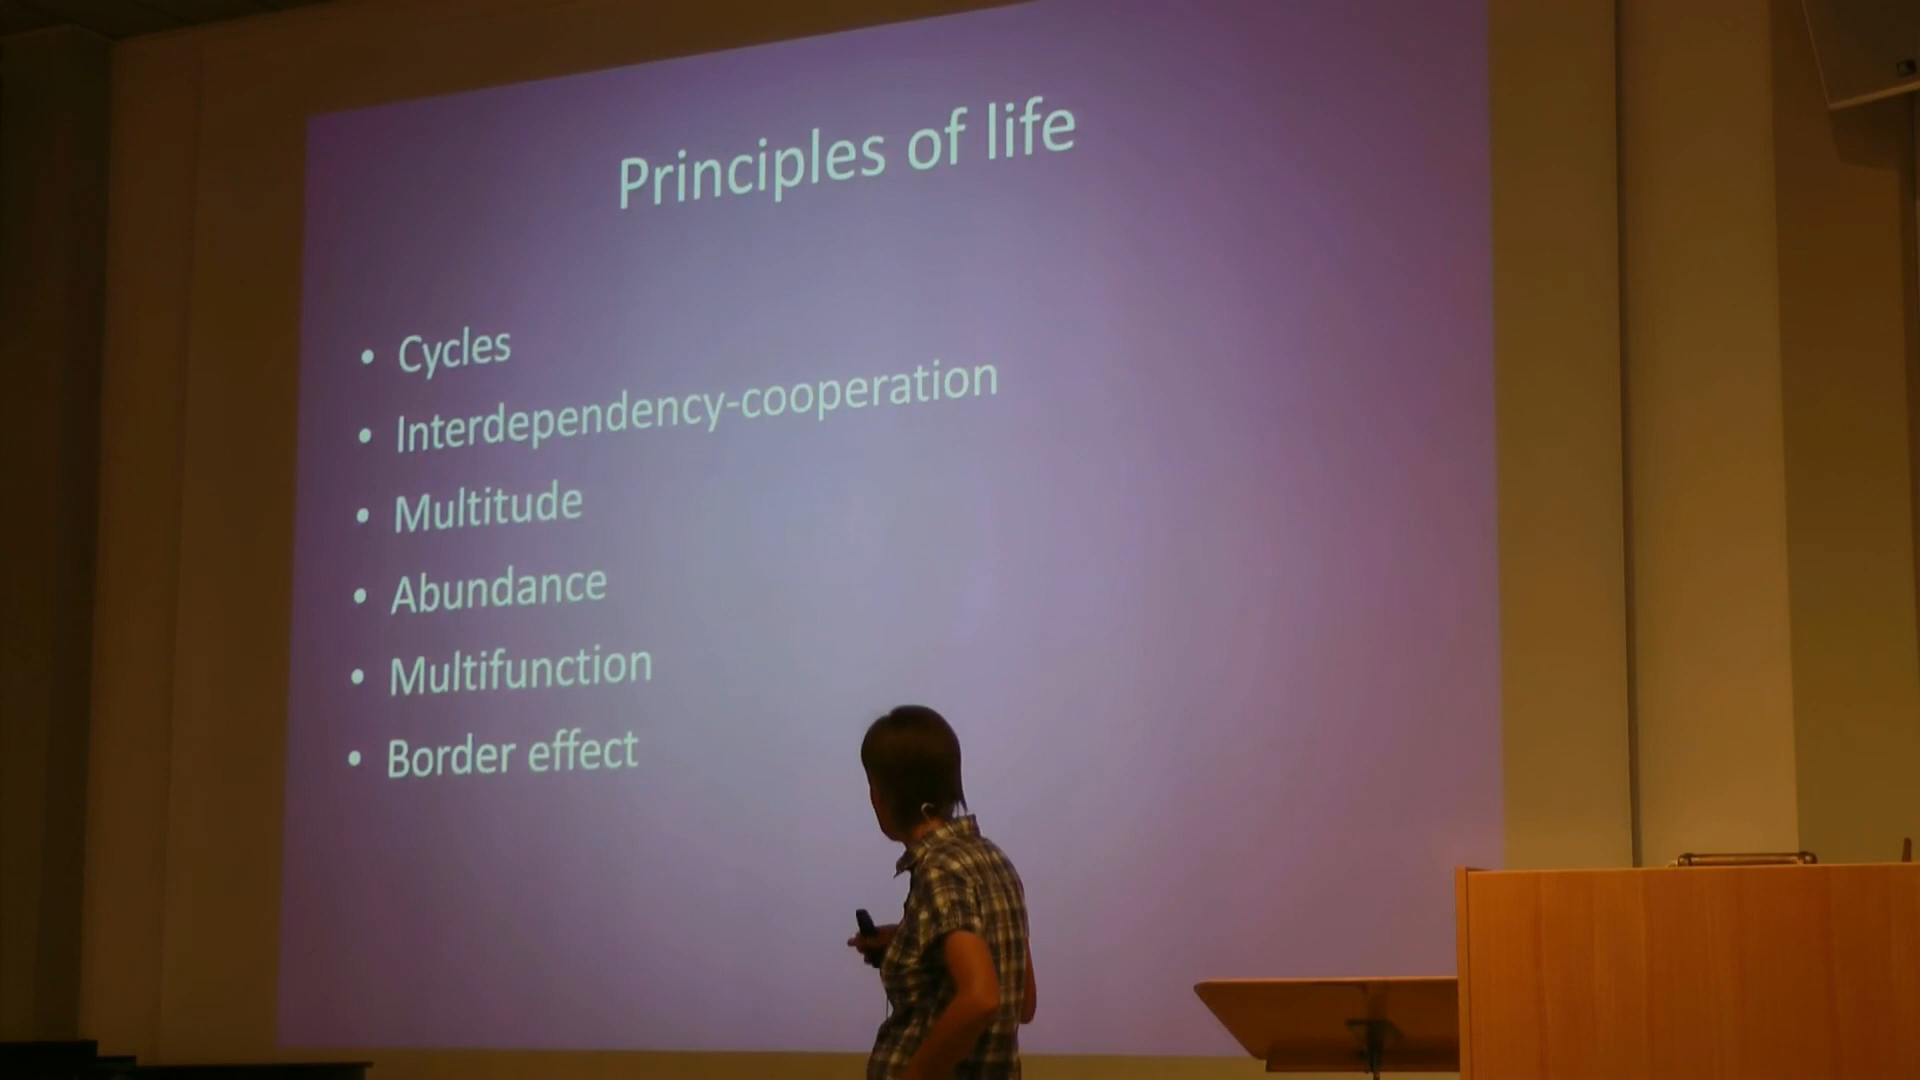 Principles of life
• Cycles
• Interdependency-cooperation
• Multitude
• Abundance
• Multifunction
• Border effect